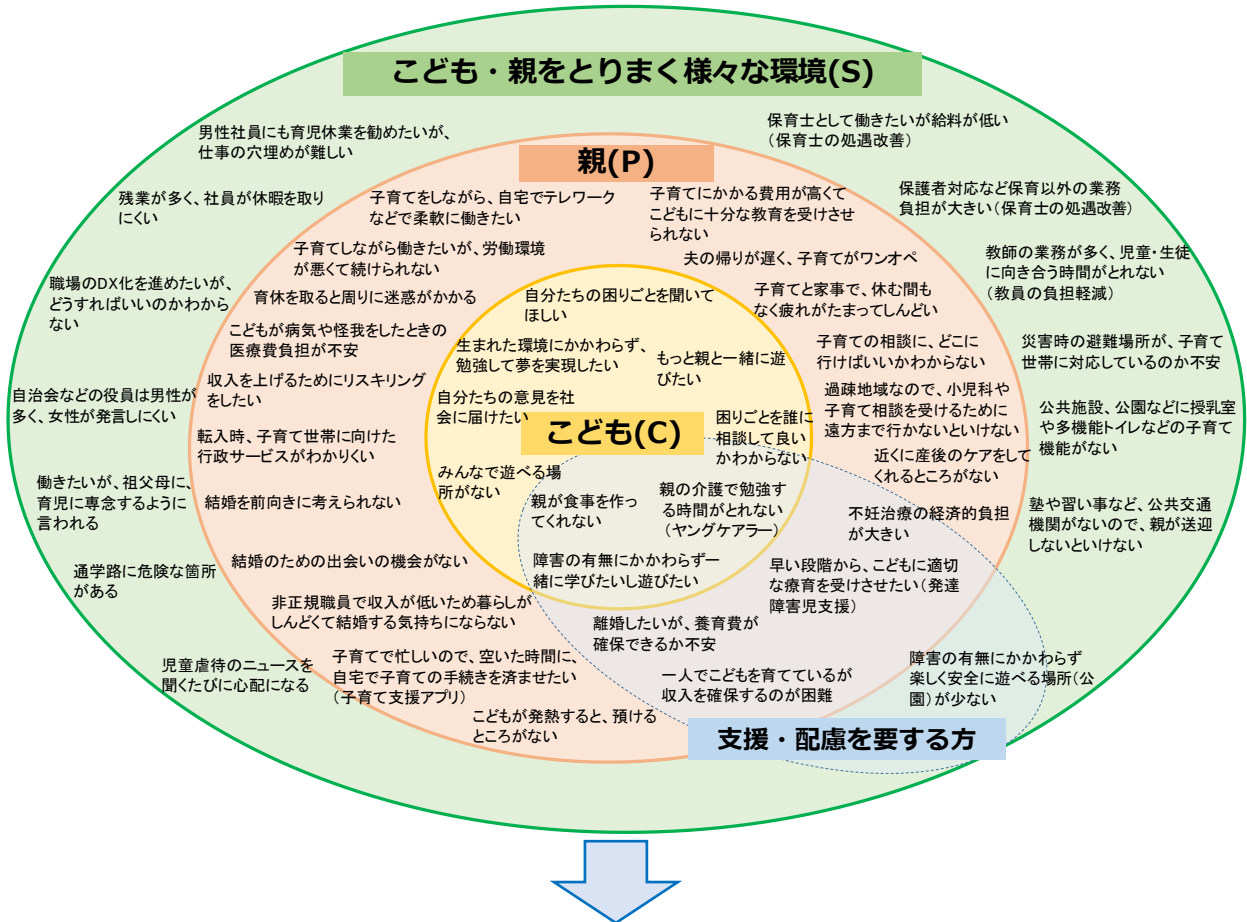 こども・親をとりまく様々な環境(S)
男性社員にも育児休業を勧めたいが、
仕事の穴埋めが難しい
保育士として働きたいが給料が低い
（保育士の処遇改善）
親(P)
残業が多く、社員が休暇を取り
にくい
子育てをしながら、自宅でテレワーク
などで柔軟に働きたい
子育てにかかる費用が高くて
こどもに十分な教育を受けさせ
られない
保護者対応など保育以外の業務
負担が大きい（保育士の処遇改善）
子育てしながら働きたいが、労働環境
が悪くて続けられない
夫の帰りが遅く、子育てがワンオペ
教師の業務が多く、児童・生徒
に向き合う時間がとれない
（教員の負担軽減）
職場のDX化を進めたいが、
どうすればいいのかわから
ない
育休を取ると周りに迷惑がかかる
自分たちの困りごとを聞いて
ほしい
子育てと家事で、休む間も
なく疲れがたまってしんどい
こどもが病気や怪我をしたときの
医療費負担が不安
生まれた環境にかかわらず、
勉強して夢を実現したい
もっと親と一緒に遊
びたい
子育ての相談に、どこに
行けばいいかわからない
災害時の避難場所が、子育て
世帯に対応しているのか不安
自治会などの役員は男性が
多く、女性が発言しにくい
収入を上げるためにリスキリング
をしたい
自分たちの意見を社
会に届けたい
過疎地域なので、小児科や
子育て相談を受けるために
遠方まで行かないといけない
公共施設、公園などに授乳室
や多機能トイレなどの子育て
機能がない
こども(C)
困りごとを誰に
相談して良い
かわからない
転入時、子育て世帯に向けた
行政サービスがわかりくい
近くに産後のケアをして
くれるところがない
みんなで遊べる場
所がない
働きたいが、祖父母に、
育児に専念するように
言われる
結婚を前向きに考えられない
親が食事を作っ
てくれない
親の介護で勉強す
る時間がとれない
（ヤングケアラー）
不妊治療の経済的負担
が大きい
塾や習い事など、公共交通
機関がないので、親が送迎
しないといけない
通学路に危険な箇所
がある
結婚のための出会いの機会がない
障害の有無にかかわらず一
緒に学びたいし遊びたい
早い段階から、こどもに適切
な療育を受けさせたい（発達
障害児支援）
非正規職員で収入が低いため暮らしが
しんどくて結婚する気持ちにならない
離婚したいが、養育費が
確保できるか不安
児童虐待のニュースを
聞くたびに心配になる
子育てで忙しいので、空いた時間に、
自宅で子育ての手続きを済ませたい
（子育て支援アプリ）
一人でこどもを育てているが
収入を確保するのが困難
障害の有無にかかわらず
楽しく安全に遊べる場所（公
園）が少ない
こどもが発熱すると、預ける
ところがない
支援・配慮を要する方